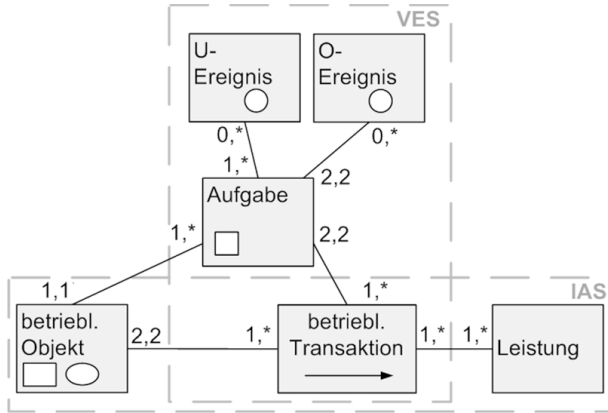 VES
U-
Ereignis
O-
Ereignis
0,*
0,*
1,*
2,2
Aufgabe
1,*
2,2
1,1
1,*
IAS
betriebl.
Objekt
2,2
1,*
betriebl.
Transaktion
1,*
1,*
Leistung